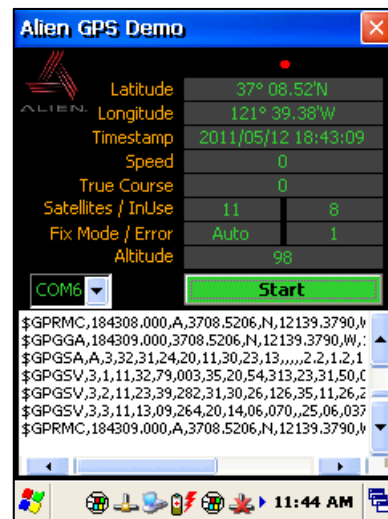 Alien GPS Demo
ALIEN.
Latitude 37° 08.52'N
Longitude 121° 39.38'W
Timestamp 2011/05/12 18:43:09
Speed 0
True Course 0
Satellites / InUse 11 8
Fix Mode / Error Auto 1
Altitude 98
COM6 Start
$GPRMC,184308.000,A,3708.5206,N,12139.3790,
$GPGGA,184309.000,3708.5206,N,12139.3790,W,
$GPGSA,A,3,32,31,24,20,11,30,23,13,,,,,2.2,1.2,1
$GPGSV,3,1,11,32,79,003,35,20,54,313,23,31,50,
$GPGSV,3,2,11,23,39,282,31,30,26,126,35,11,26,2
$GPGSV,3,3,11,13,09,264,20,14,06,070,,25,06,037
$GPRMC,184309.000,A,3708.5206,N,12139.3790,
11:44 AM